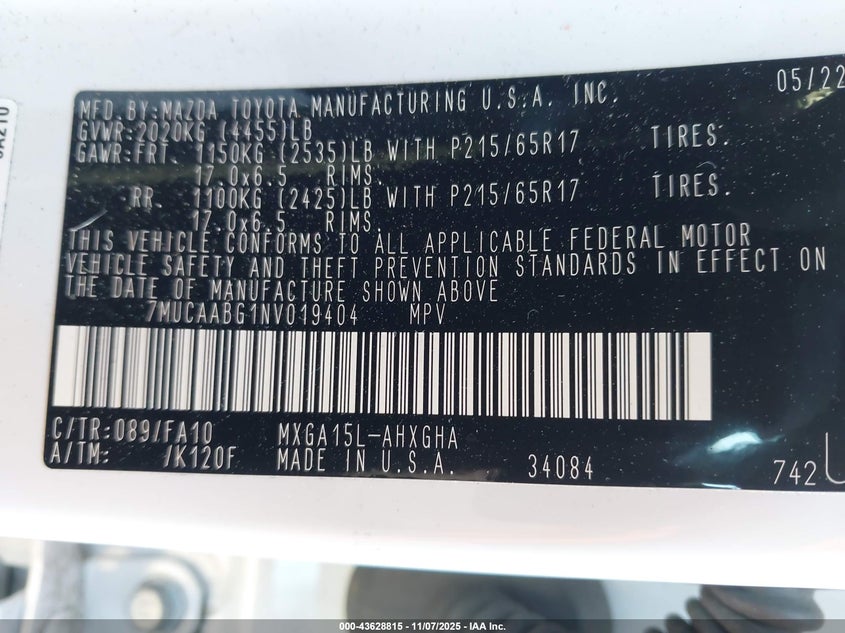 05/22
MFD.BY:MAZDA TOYOTA MANUFACTURING U.S.A. INC.
GVWR:2020KG (4455)LB
GAWR:FRT. 1150KG (2535)LB WITH P215/65R17 TIRES.
17.0x6.5 RIMS.
RR. 1100KG (2425)LB WITH P215/65R17 TIRES.
17.0x6.5 RIMS.
THIS VEHICLE CONFORMS TO ALL APPLICABLE FEDERAL MOTOR
VEHICLE SAFETY AND THEFT PREVENTION STANDARDS IN EFFECT ON
THE DATE OF MANUFACTURE SHOWN ABOVE
7MUCAABG1NV019404 MPV
C/TR:089/FA10 MXGA15L-AHXGHA
A/TM: /K120F MADE IN U.S.A. 34084 742
000-43628815 - 11/07/2025 - IAA Inc.